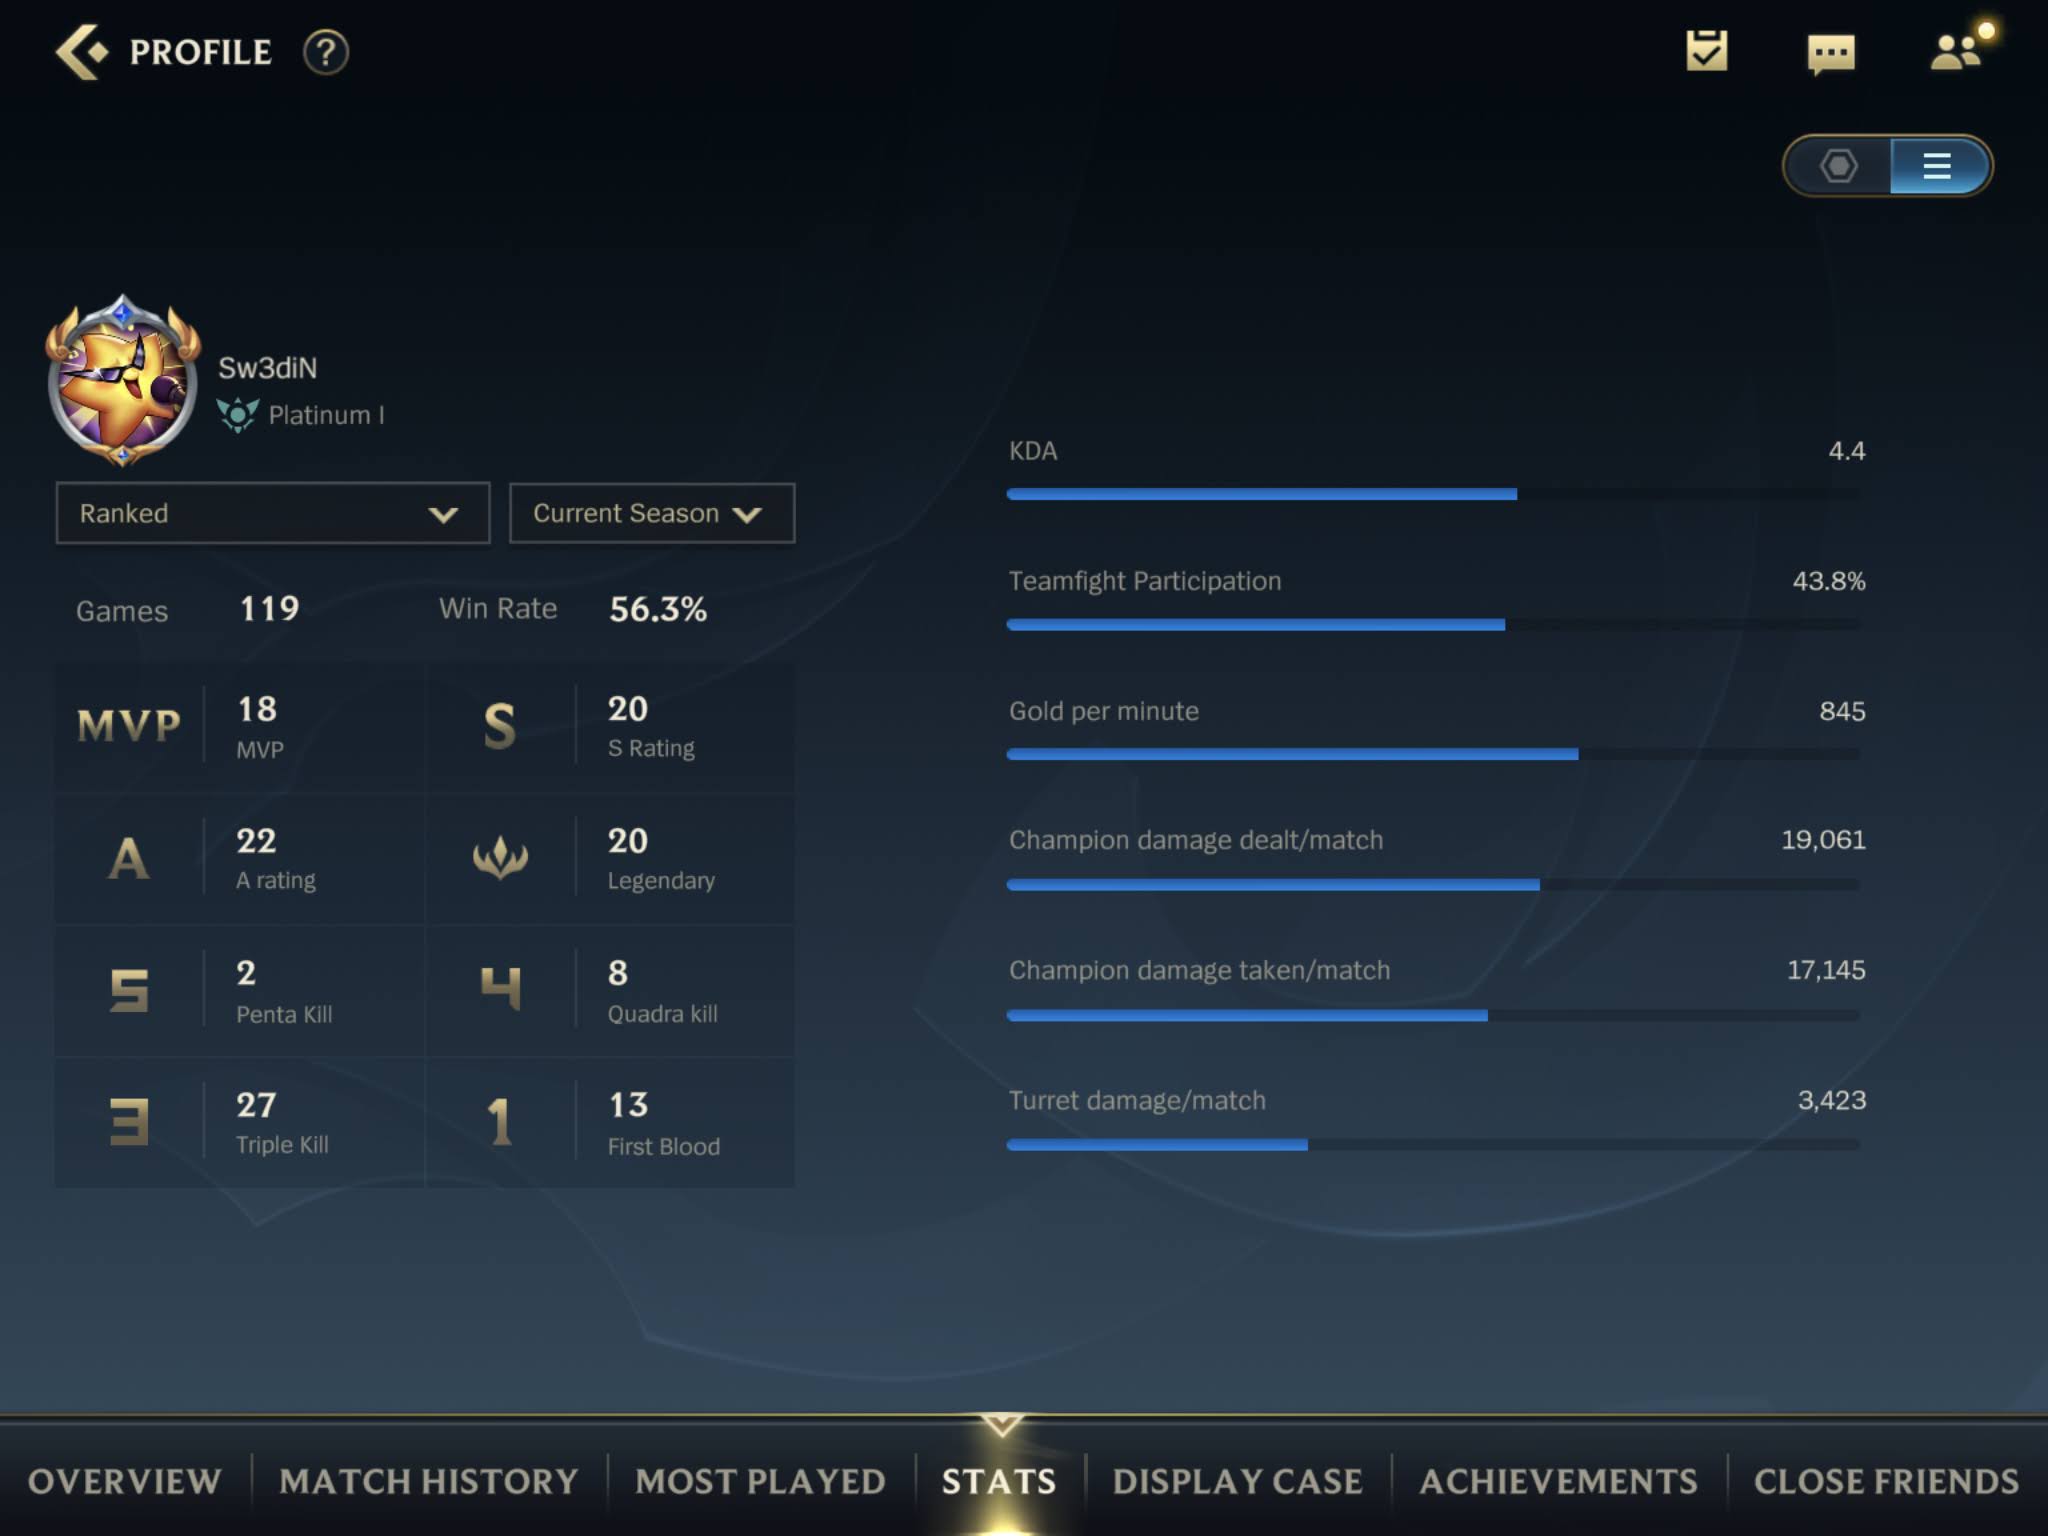 PROFILE ?
Sw3diN
Platinum I
Ranked
Current Season
Games 119 Win Rate 56.3%
MVP 18 MVP
S 20 S Rating
A 22 A rating
20 Legendary
5 2 Penta Kill
4 8 Quadra kill
3 27 Triple Kill
1 13 First Blood
KDA 4.4
Teamfight Participation 43.8%
Gold per minute 845
Champion damage dealt/match 19,061
Champion damage taken/match 17,145
Turret damage/match 3,423
OVERVIEW MATCH HISTORY MOST PLAYED STATS DISPLAY CASE ACHIEVEMENTS CLOSE FRIENDS